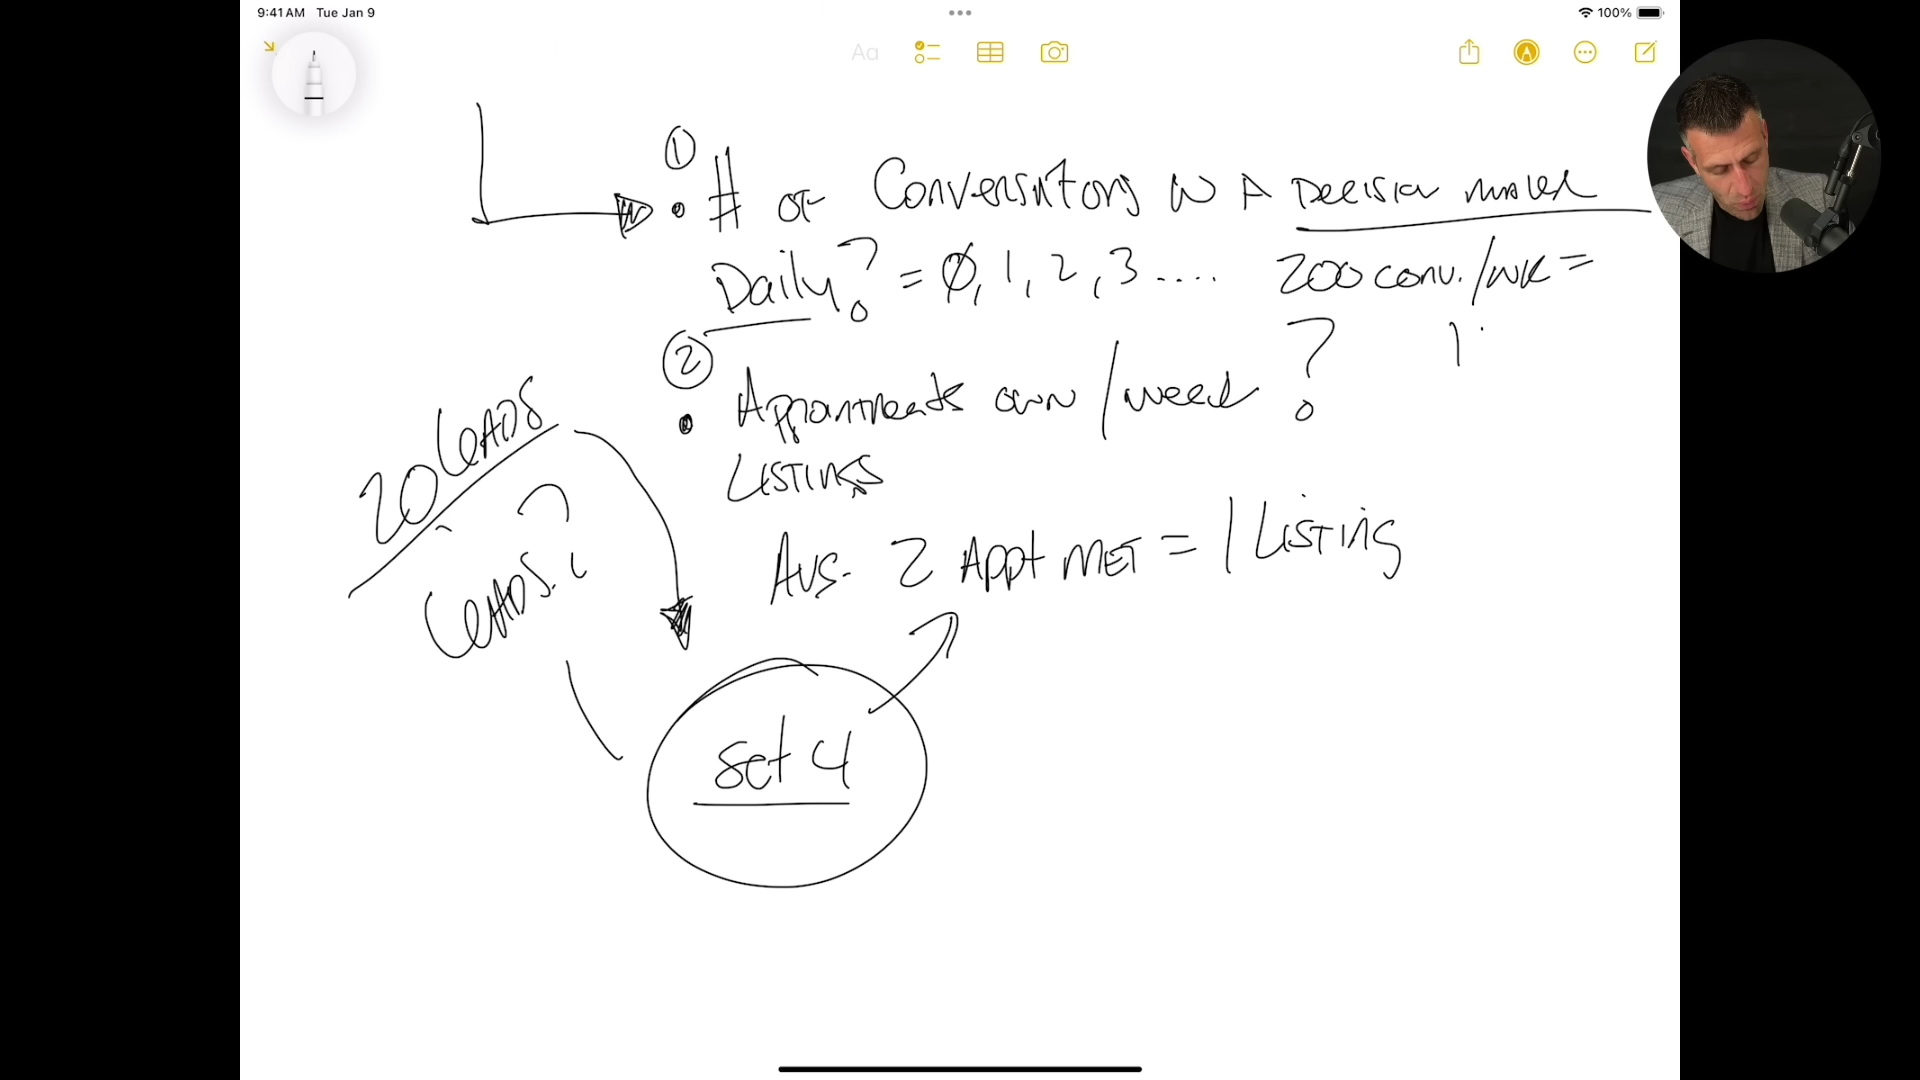 9:41 AM Tue Jan 9
100%
Aa
①
# OF Conversations W A Decision maker
Daily? = Ø, 1, 2, 3 .... 200 conv./wk =
②
Appointments own/week ?
Listings
20 Leads
Leads. ?
Avg. 2 Appt met = 1 Listing
set 4